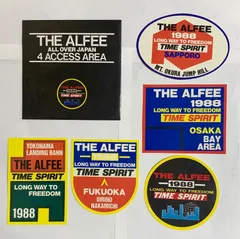 THE ALFEE
ALL OVER JAPAN
4 ACCESS AREA
THE ALFEE
1988
LONG WAY TO FREEDOM
TIME SPIRIT
SAPPORO
MT. OKURA JUMP HILL
THE ALFEE
1988
LONG WAY TO FREEDOM
TIME SPIRIT
OSAKA
BAY
AREA
YOKOHAMA
LANDING BAHN
THE ALFEE
TIME SPIRIT
LONG WAY TO FREEDOM
1988
THE ALFEE
LONG WAY TO FREEDOM
TIME SPIRIT
FUKUOKA
UMINO
NAKAMICHI
THE ALFEE
1988
LONG WAY TO FREEDOM
TIME SPIRIT